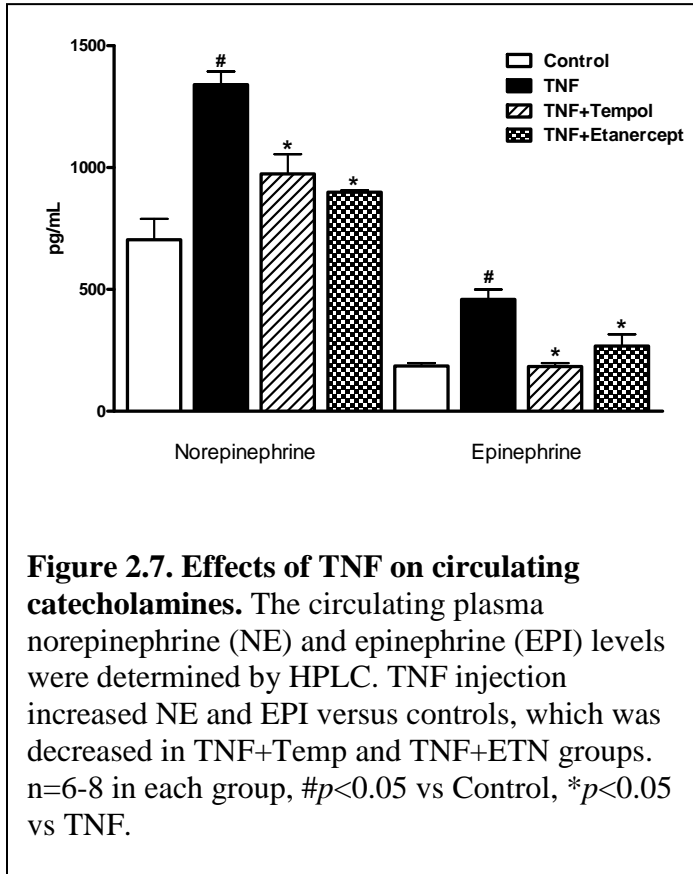 1500
1000
500
0
pg/mL
#
*
*
#
*
*
Control
TNF
TNF+Tempol
TNF+Etanercept
Norepinephrine
Epinephrine
Figure 2.7. Effects of TNF on circulating
catecholamines. The circulating plasma
norepinephrine (NE) and epinephrine (EPI) levels
were determined by HPLC. TNF injection
increased NE and EPI versus controls, which was
decreased in TNF+Temp and TNF+ETN groups.
n=6-8 in each group, #p<0.05 vs Control, *p<0.05
vs TNF.